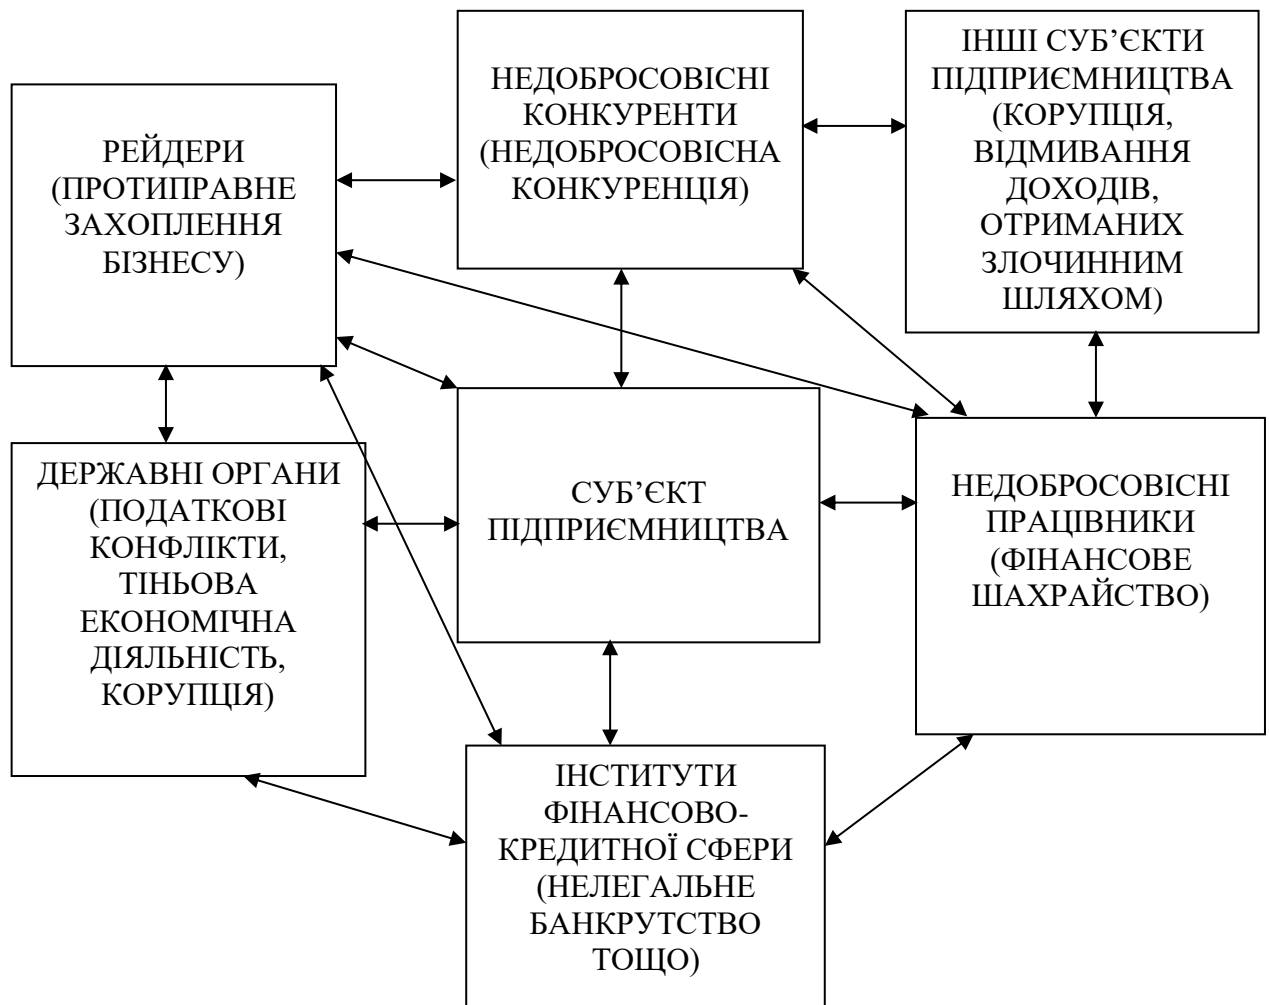 РЕЙДЕРИ
(ПРОТИПРАВНЕ
ЗАХОПЛЕННЯ
БІЗНЕСУ)
НЕДОБРОСОВІСНІ
КОНКУРЕНТИ
(НЕДОБРОСОВІСНА
КОНКУРЕНЦІЯ)
ІНШІ СУБ’ЄКТИ
ПІДПРИЄМНИЦТВА
(КОРУПЦІЯ,
ВІДМИВАННЯ
ДОХОДІВ,
ОТРИМАНИХ
ЗЛОЧИННИМ
ШЛЯХОМ)
ДЕРЖАВНІ ОРГАНИ
(ПОДАТКОВІ
КОНФЛІКТИ,
ТІНЬОВА
ЕКОНОМІЧНА
ДІЯЛЬНІСТЬ,
КОРУПЦІЯ)
СУБ’ЄКТ
ПІДПРИЄМНИЦТВА
НЕДОБРОСОВІСНІ
ПРАЦІВНИКИ
(ФІНАНСОВЕ
ШАХРАЙСТВО)
ІНСТИТУТИ
ФІНАНСОВО-
КРЕДИТНОЇ СФЕРИ
(НЕЛЕГАЛЬНЕ
БАНКРУТСТВО
ТОЩО)